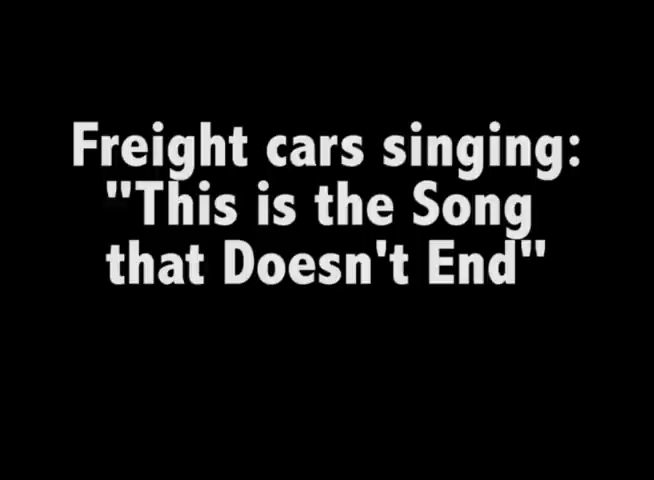 Freight cars singing:
"This is the Song
that Doesn't End"